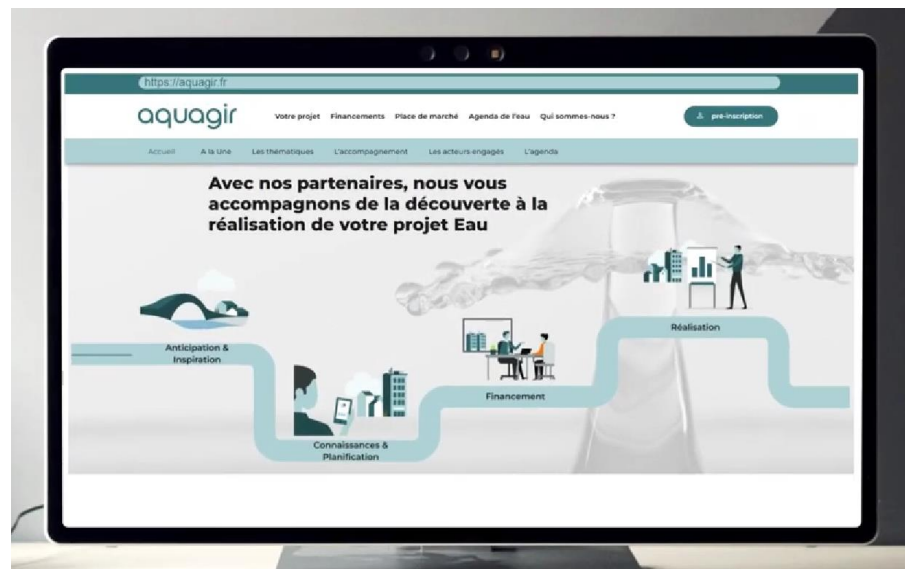 https://aquagir.fr
aquagir
Votre projet Financements Place de marché Agenda de l'eau Qui sommes-nous ?
pré-inscription
Accueil A la Une Les thématiques L'accompagnement Les acteurs engagés L'agenda
Avec nos partenaires, nous vous
accompagnons de la découverte à la
réalisation de votre projet Eau
Réalisation
Anticipation &
Inspiration
Financement
Connaissances &
Planification